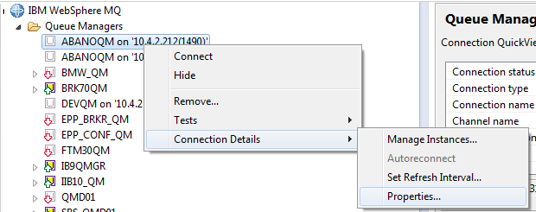 IBM WebSphere MQ
Queue Managers
ABANOQM on '10.4.2.212(1490)'
ABANOQM on '10
BMW_QM
BRK70QM
DEVQM on '10.4.2
EPP_BRKR_QM
EPP_CONF_QM
FTM30QM
IB9QMGR
IIB10_QM
QMD01
Connect
Hide
Remove...
Tests
Connection Details
Manage Instances...
Autoreconnect
Set Refresh Interval...
Properties...
Queue Manag
Connection QuickVie
Connection status
Connection type
Connection name
Channel name